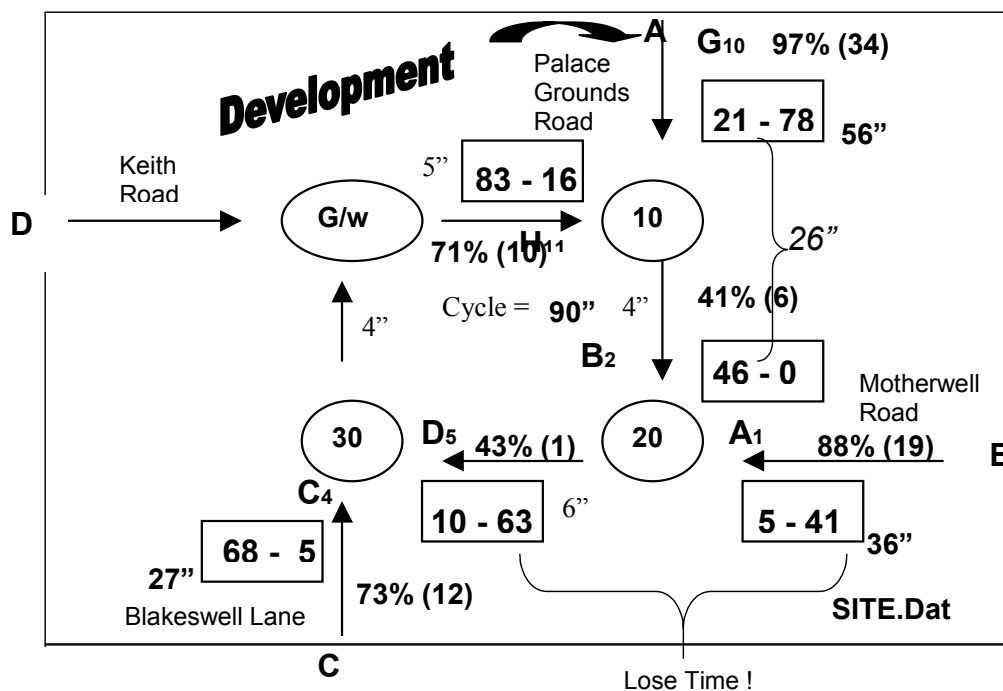 A G10 97% (34)
Development
Palace
Grounds
Road
21 - 78
56”
Keith
Road
5”
83 - 16
D
G/w
10
26”
H11
71% (10)
Cycle = 90”
4”
41% (6)
4”
B2
46 - 0
Motherwell
Road
30
D5
43% (1)
20
A1
88% (19)
C4
10 - 63
6”
5 - 41
36”
68 - 5
27”
73% (12)
Blakeswell Lane
SITE.Dat
C
Lose Time !